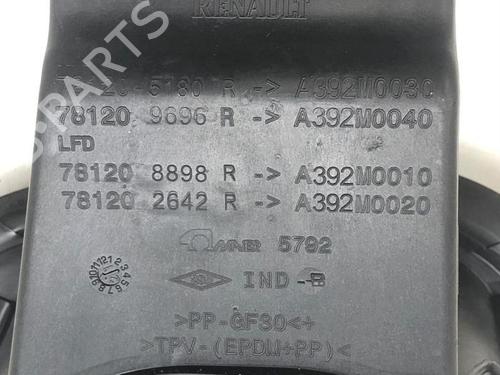 RENAULT
R -> A392M0030
78120 9696 R -> A392M0040
LFD
78120 8898 R -> A392M0010
78120 2642 R -> A392M0020
5792
IND - B
>PP-GF30<+
>TPV-(EPDM+PP)<
B-PARTS